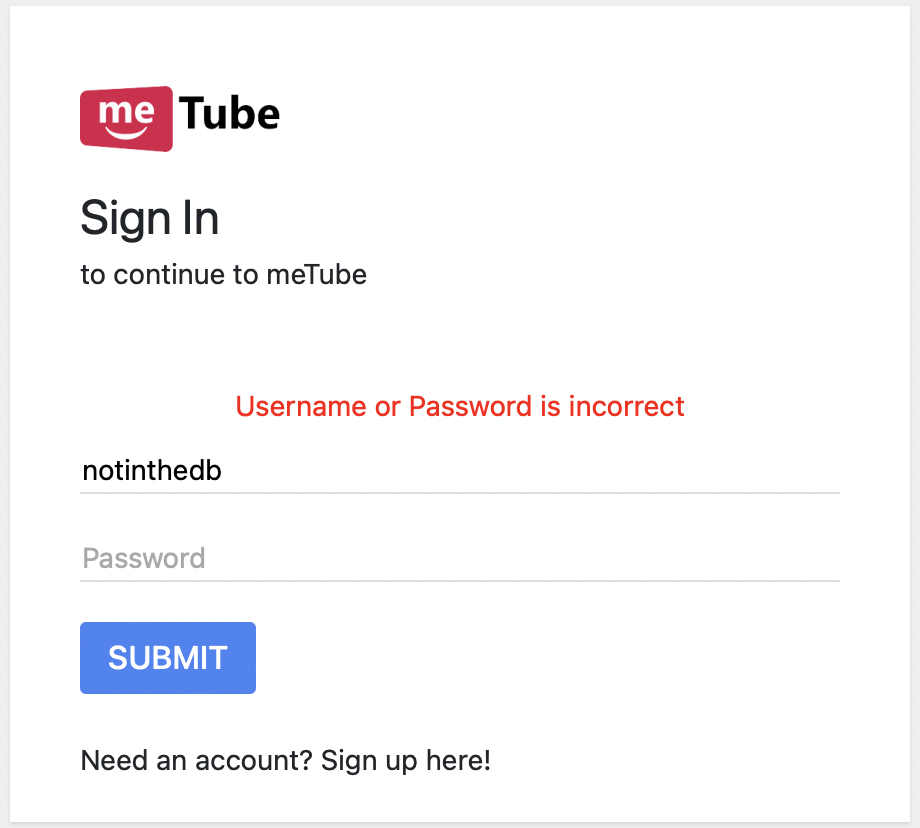 me Tube
Sign In
to continue to meTube
Username or Password is incorrect
notinthedb
Password
SUBMIT
Need an account? Sign up here!